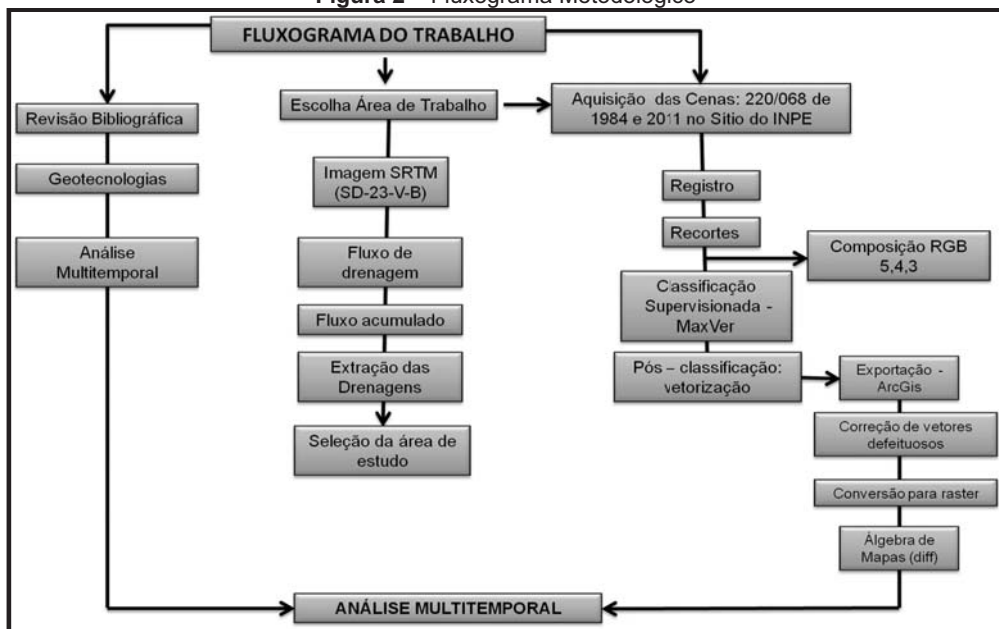 Figura 2 – Fluxograma Metodológico
FLUXOGRAMA DO TRABALHO
Revisão Bibliográfica
Geotecnologias
Análise
Multitemporal
Escolha Área de Trabalho
Imagem SRTM
(SD-23-V-B)
Fluxo de
drenagem
Fluxo acumulado
Extração das
Drenagens
Seleção da área de
estudo
Aquisição das Cenas: 220/068 de
1984 e 2011 no Sitio do INPE
Registro
Recortes
Composição RGB
5,4,3
Classificação
Supervisionada -
MaxVer
Pós – classificação:
vetorização
Exportação -
ArcGis
Correção de vetores
defeituosos
Conversão para raster
Álgebra de
Mapas (diff)
ANÁLISE MULTITEMPORAL